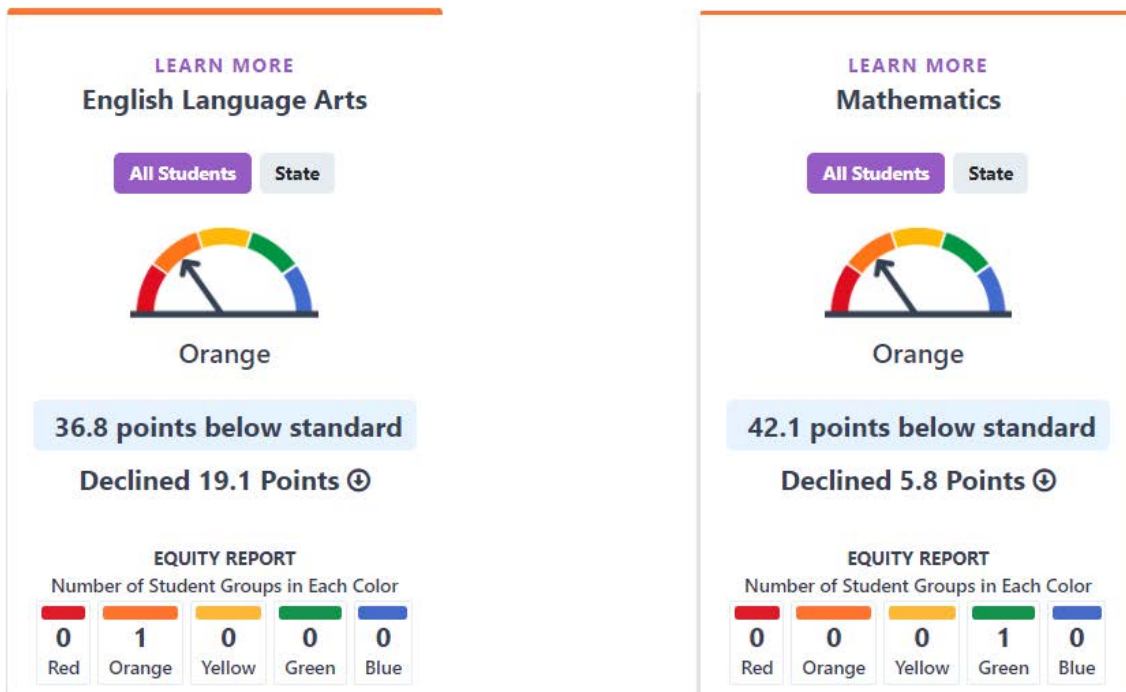 LEARN MORE
English Language Arts
All Students State
Orange
36.8 points below standard
Declined 19.1 Points
EQUITY REPORT
Number of Student Groups in Each Color
0 1 0 0 0
Red Orange Yellow Green Blue
LEARN MORE
Mathematics
All Students State
Orange
42.1 points below standard
Declined 5.8 Points
EQUITY REPORT
Number of Student Groups in Each Color
0 0 0 1 0
Red Orange Yellow Green Blue